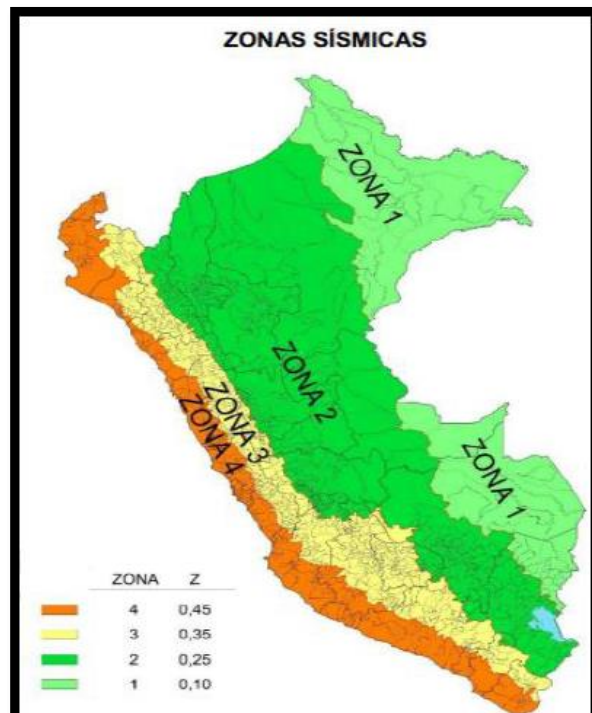 ZONAS SÍSMICAS
ZONA 1
ZONA 2
ZONA 3
ZONA 4
ZONA 1
ZONA Z
4 0,45
3 0,35
2 0,25
1 0,10